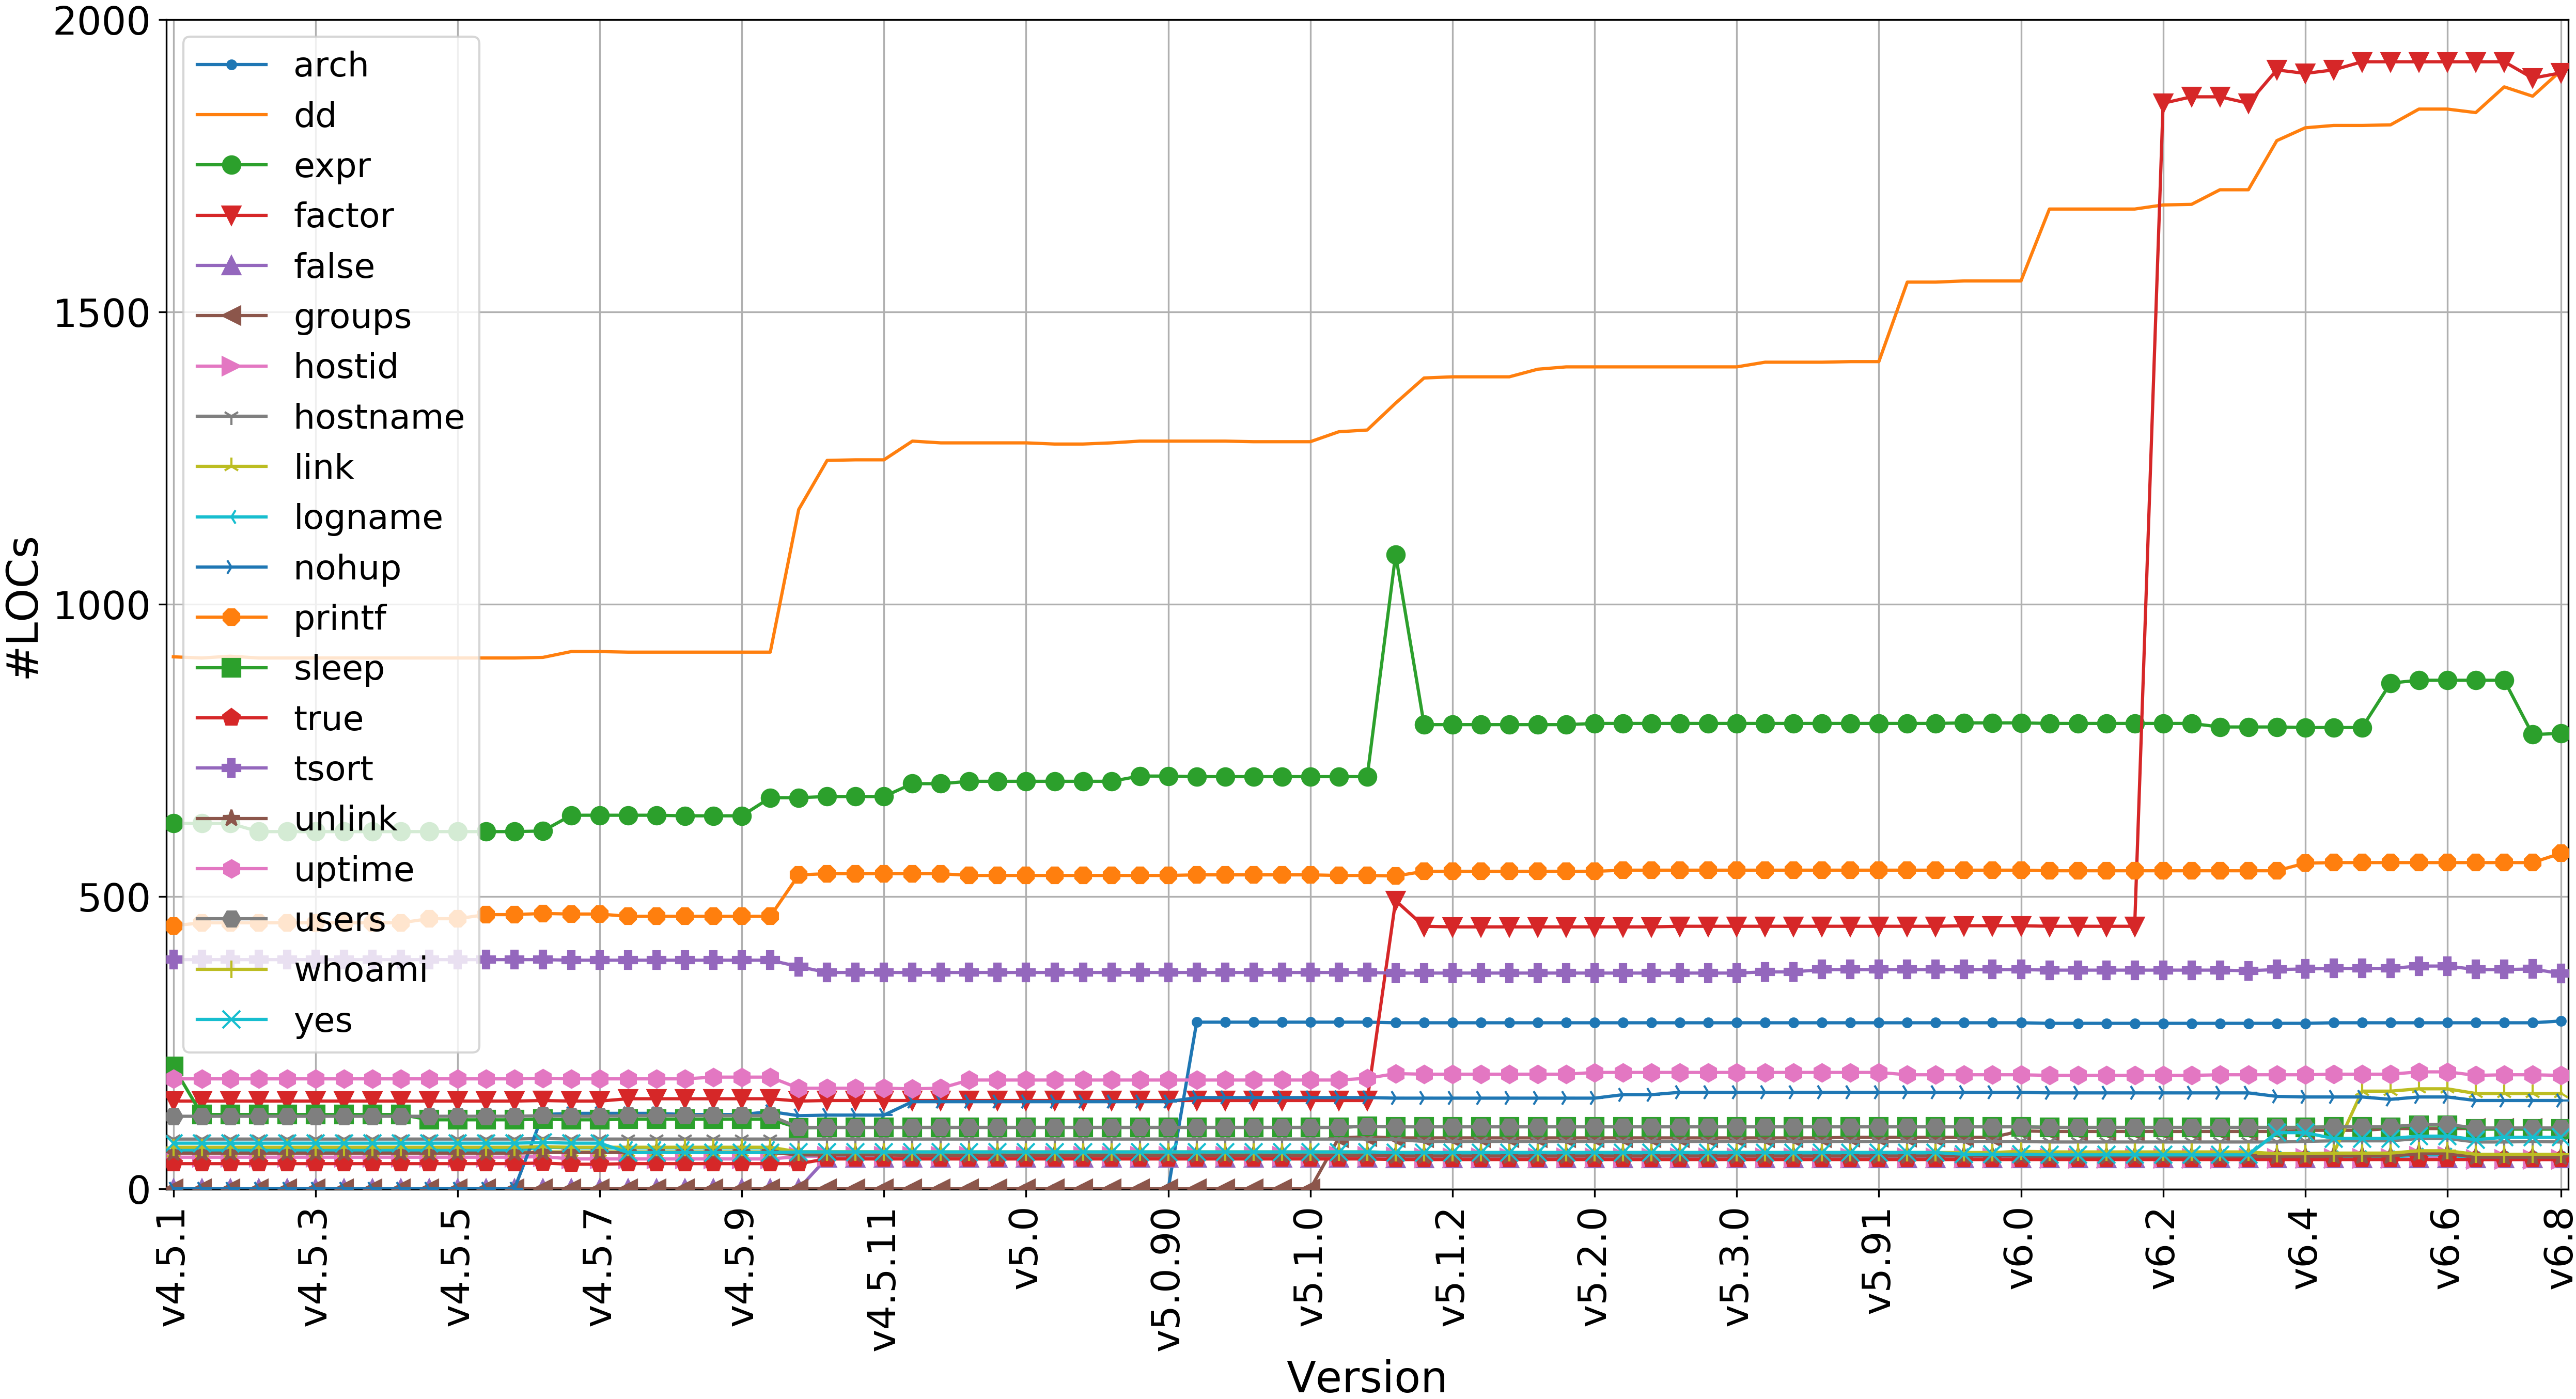 2000
1500
1000
500
0
#LOCs
arch
dd
expr
factor
false
groups
hostid
hostname
link
logname
nohup
printf
sleep
true
tsort
unlink
uptime
users
whoami
yes
v4.5.1
v4.5.3
v4.5.5
v4.5.7
v4.5.9
v4.5.11
v5.0
v5.0.90
v5.1.0
v5.1.2
v5.2.0
v5.3.0
v5.91
v6.0
v6.2
v6.4
v6.6
v6.8
Version